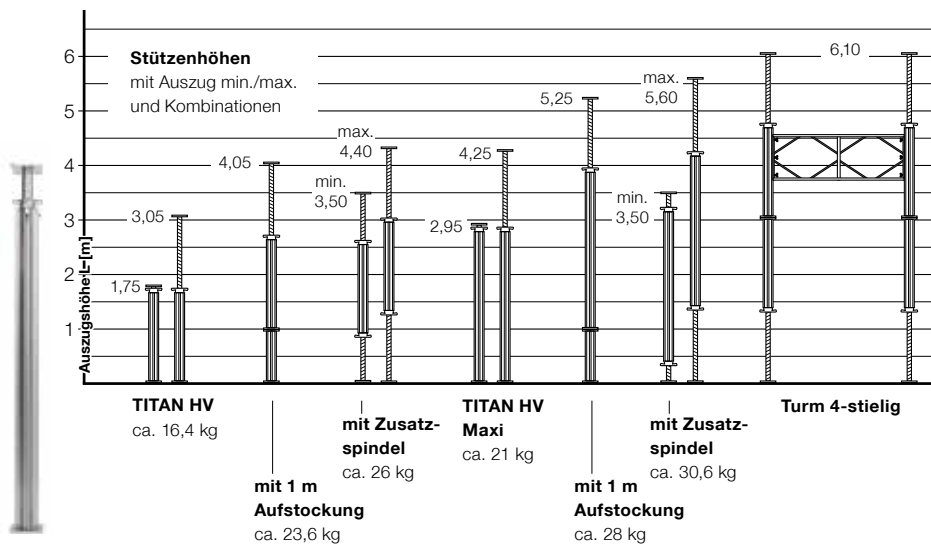 Stützenhöhen
mit Auszug min./max.
und Kombinationen
Auszugshöhe L [m]
6
5
4
3
2
1
1,75
3,05
4,05
min.
3,50
max.
4,40
2,95
4,25
5,25
min.
3,50
max.
5,60
6,10
TITAN HV
ca. 16,4 kg
mit 1 m
Aufstockung
ca. 23,6 kg
mit Zusatz-
spindel
ca. 26 kg
TITAN HV
Maxi
ca. 21 kg
mit 1 m
Aufstockung
ca. 28 kg
mit Zusatz-
spindel
ca. 30,6 kg
Turm 4-stielig